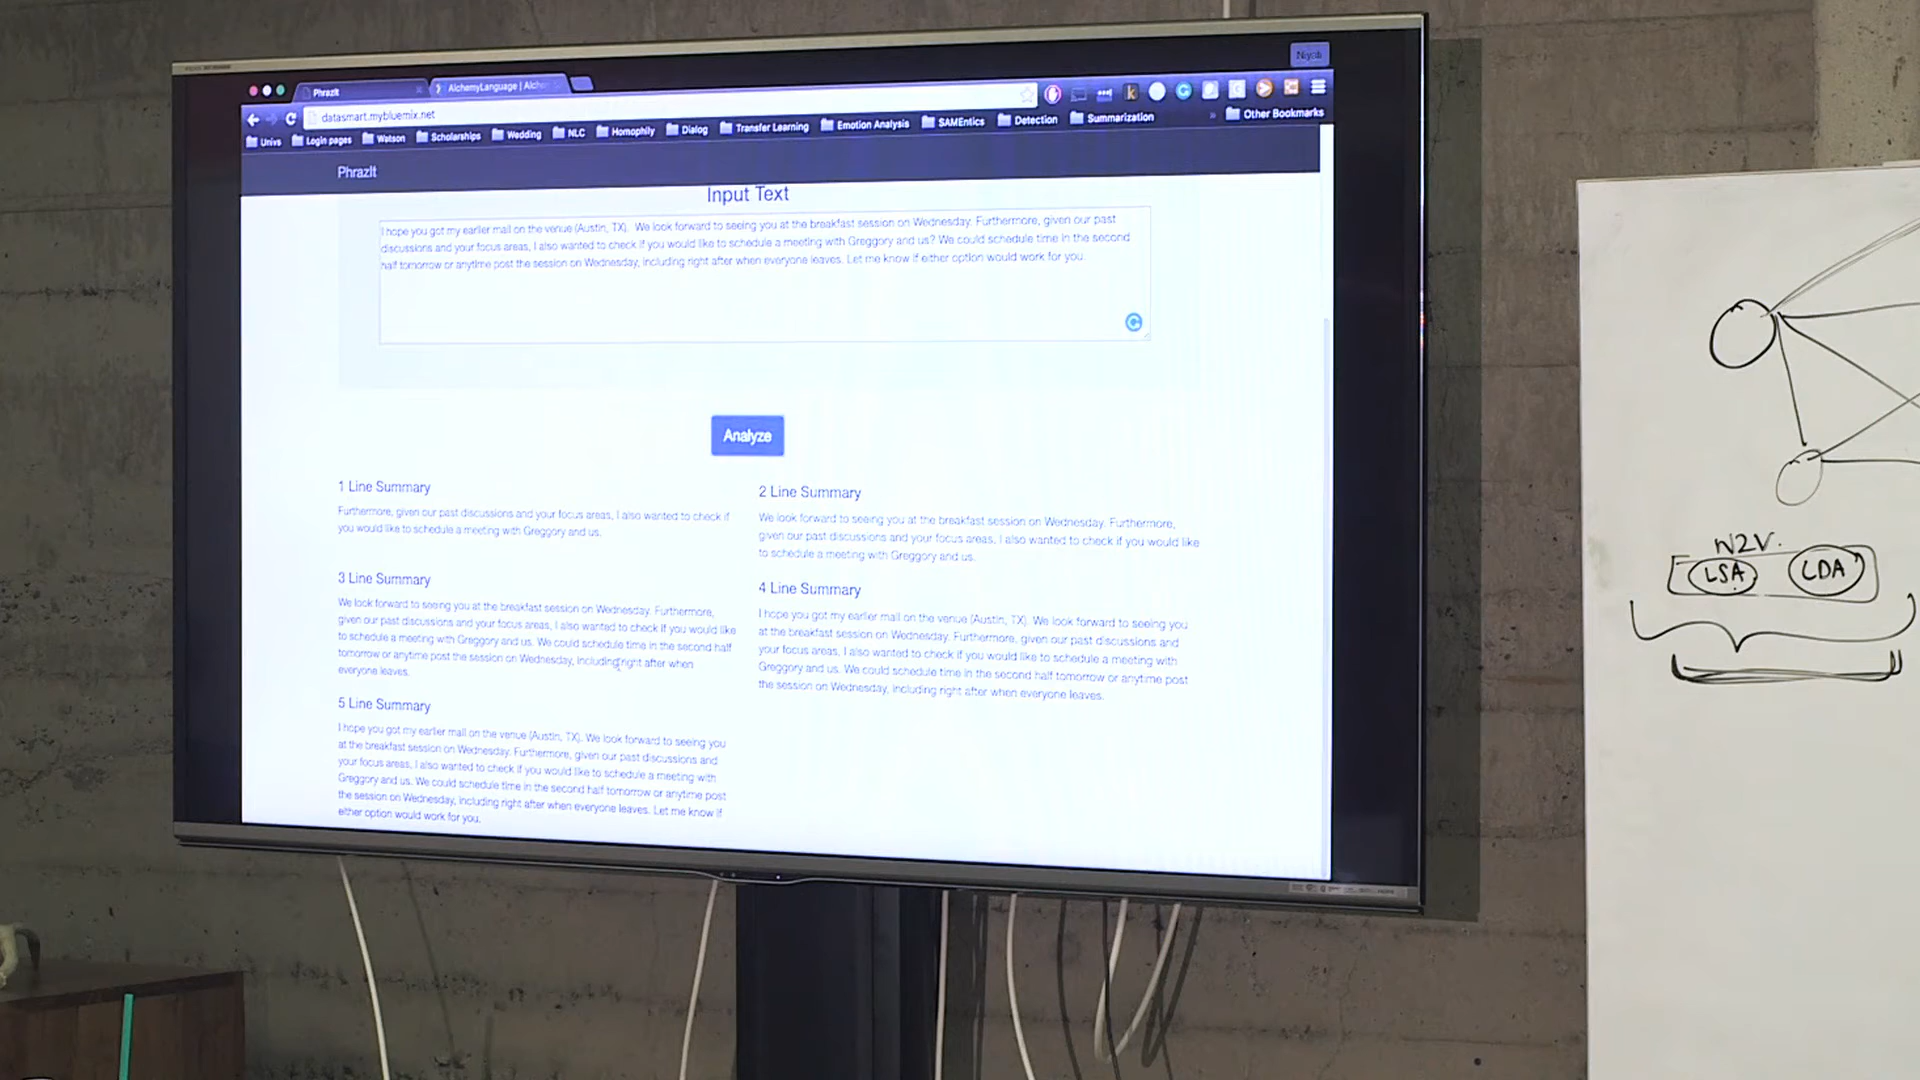 Niyati
PhrazIt
AlchemyLanguage | Alche
datasmart.mybluemix.net
Univs Login pages Watson Scholarships Wedding NLC Homophily Dialog Transfer Learning Emotion Analysis SAMEntics Detection Summarization » Other Bookmarks
PhrazIt
Input Text
I hope you got my earlier mail on the venue (Austin, TX). We look forward to seeing you at the breakfast session on Wednesday. Furthermore, given our past
discussions and your focus areas, I also wanted to check if you would like to schedule a meeting with Greggory and us? We could schedule time in the second
half tomorrow or anytime post the session on Wednesday, including right after when everyone leaves. Let me know if either option would work for you.
Analyze
1 Line Summary
Furthermore, given our past discussions and your focus areas, I also wanted to check if
you would like to schedule a meeting with Greggory and us.
2 Line Summary
We look forward to seeing you at the breakfast session on Wednesday. Furthermore,
given our past discussions and your focus areas, I also wanted to check if you would like
to schedule a meeting with Greggory and us.
3 Line Summary
We look forward to seeing you at the breakfast session on Wednesday. Furthermore,
given our past discussions and your focus areas, I also wanted to check if you would like
to schedule a meeting with Greggory and us. We could schedule time in the second half
tomorrow or anytime post the session on Wednesday, including right after when
everyone leaves.
4 Line Summary
I hope you got my earlier mail on the venue (Austin, TX). We look forward to seeing you
at the breakfast session on Wednesday. Furthermore, given our past discussions and
your focus areas, I also wanted to check if you would like to schedule a meeting with
Greggory and us. We could schedule time in the second half tomorrow or anytime post
the session on Wednesday, including right after when everyone leaves.
5 Line Summary
I hope you got my earlier mail on the venue (Austin, TX). We look forward to seeing you
at the breakfast session on Wednesday. Furthermore, given our past discussions and
your focus areas, I also wanted to check if you would like to schedule a meeting with
Greggory and us. We could schedule time in the second half tomorrow or anytime post
the session on Wednesday, including right after when everyone leaves. Let me know if
either option would work for you.
W2V.
LSA LDA